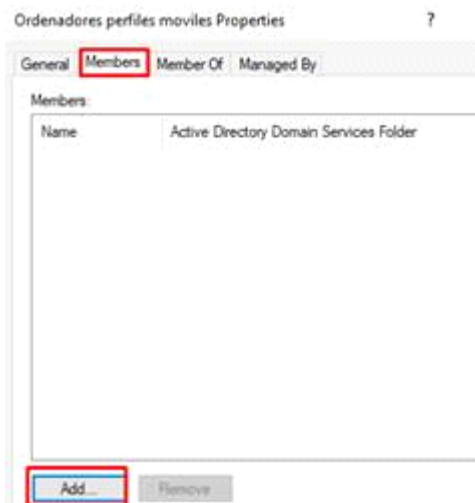 Ordenadores perfiles moviles Properties ?
General Members Member Of Managed By
Members:
Name Active Directory Domain Services Folder
Add... Remove